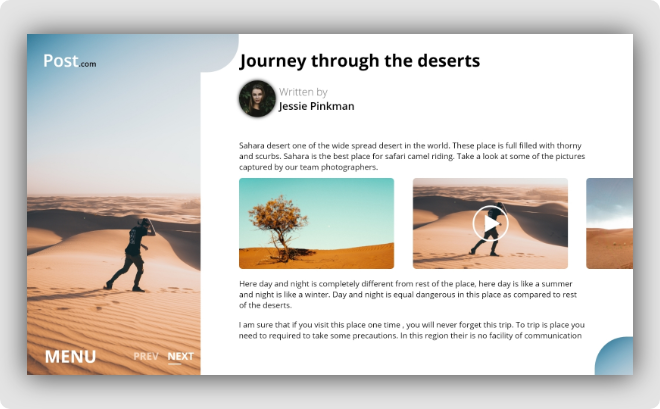 Post.com
Journey through the deserts
Written by
Jessie Pinkman
Sahara desert one of the wide spread desert in the world. These place is full filled with thorny
and scurbs. Sahara is the best place for safari camel riding. Take a look at some of the pictures
captured by our team photographers.
Here day and night is completely different from rest of the place, here day is like a summer
and night is like a winter. Day and night is equal dangerous in this place as compared to rest
of the deserts.
I am sure that if you visit this place one time , you will never forget this trip. To trip is place you
need to required to take some precautions. In this region their is no facility of communication
MENU
PREV NEXT